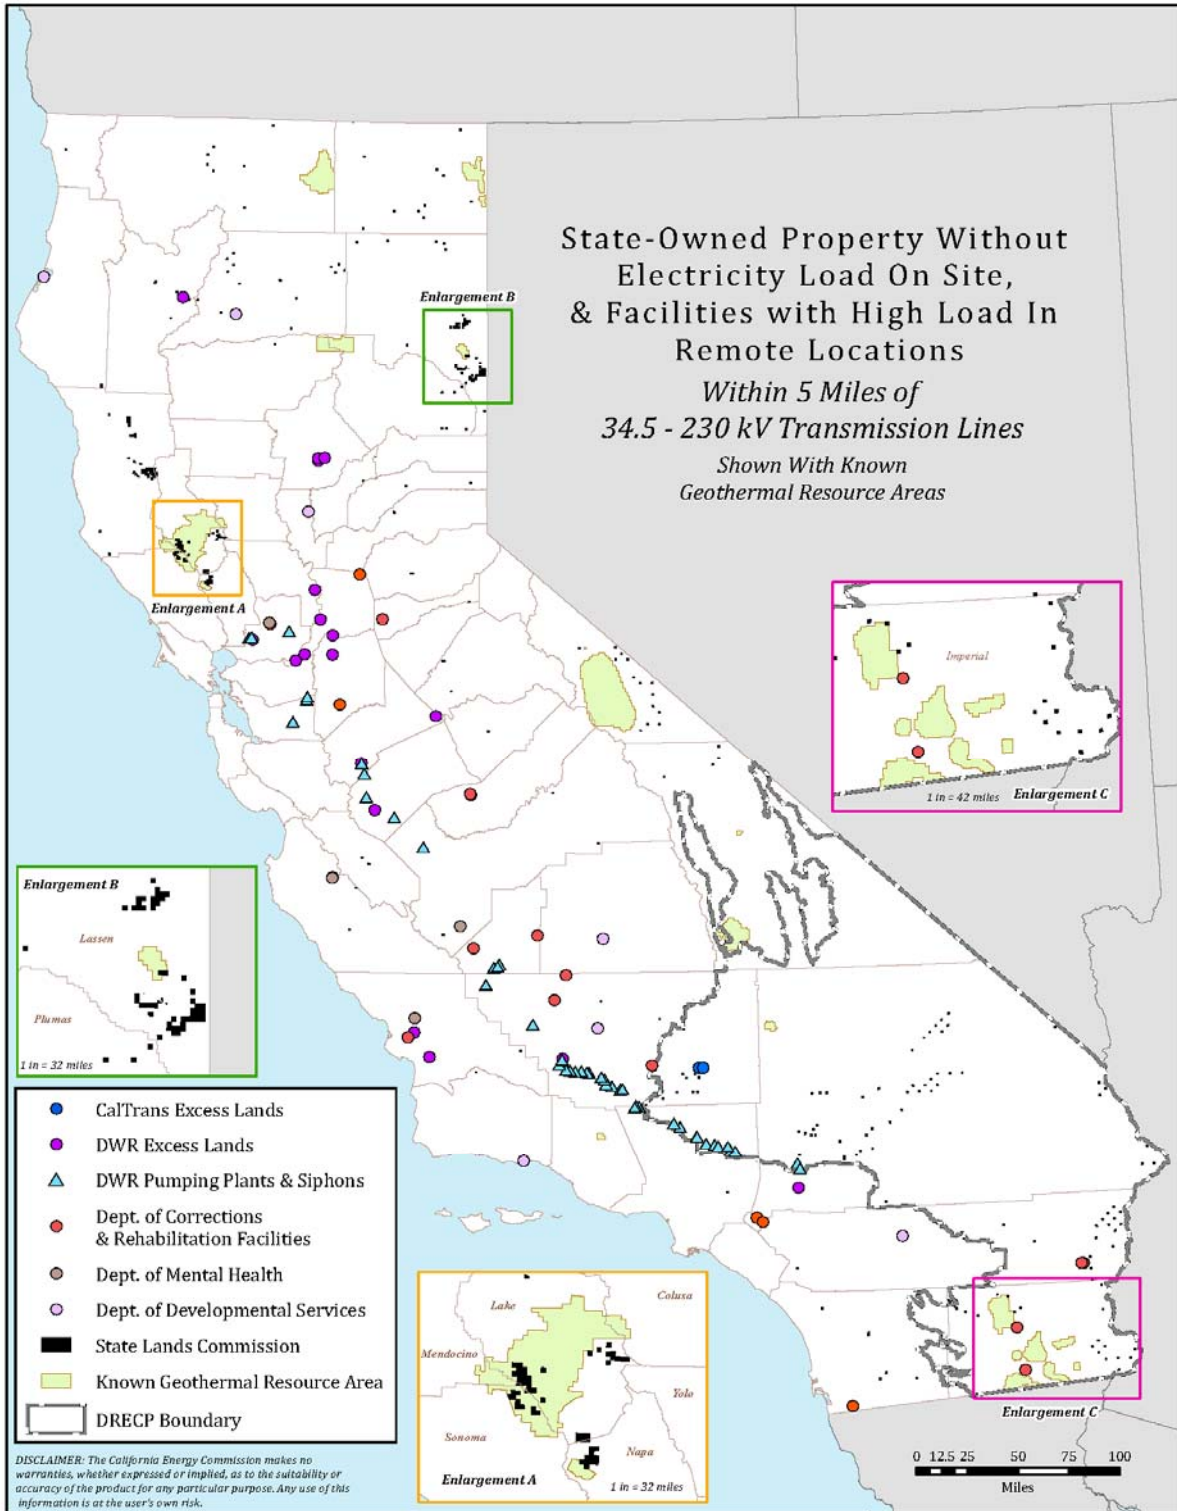 State-Owned Property Without
Electricity Load On Site,
& Facilities with High Load In
Remote Locations
Within 5 Miles of
34.5 - 230 kV Transmission Lines
Shown With Known
Geothermal Resource Areas
Enlargement B
Enlargement A
Imperial
1 in = 42 miles
Enlargement C
Enlargement B
Lassen
Plumas
1 in = 32 miles
CalTrans Excess Lands
DWR Excess Lands
DWR Pumping Plants & Siphons
Dept. of Corrections
& Rehabilitation Facilities
Dept. of Mental Health
Dept. of Developmental Services
State Lands Commission
Known Geothermal Resource Area
DRECP Boundary
Lake
Colusa
Mendocino
Yolo
Sonoma
Napa
Enlargement A
1 in = 32 miles
Enlargement C
0 12.5 25 50 75 100
Miles
DISCLAIMER: The California Energy Commission makes no
warranties, whether expressed or implied, as to the suitability or
accuracy of the product for any particular purpose. Any use of this
information is at the user's own risk.